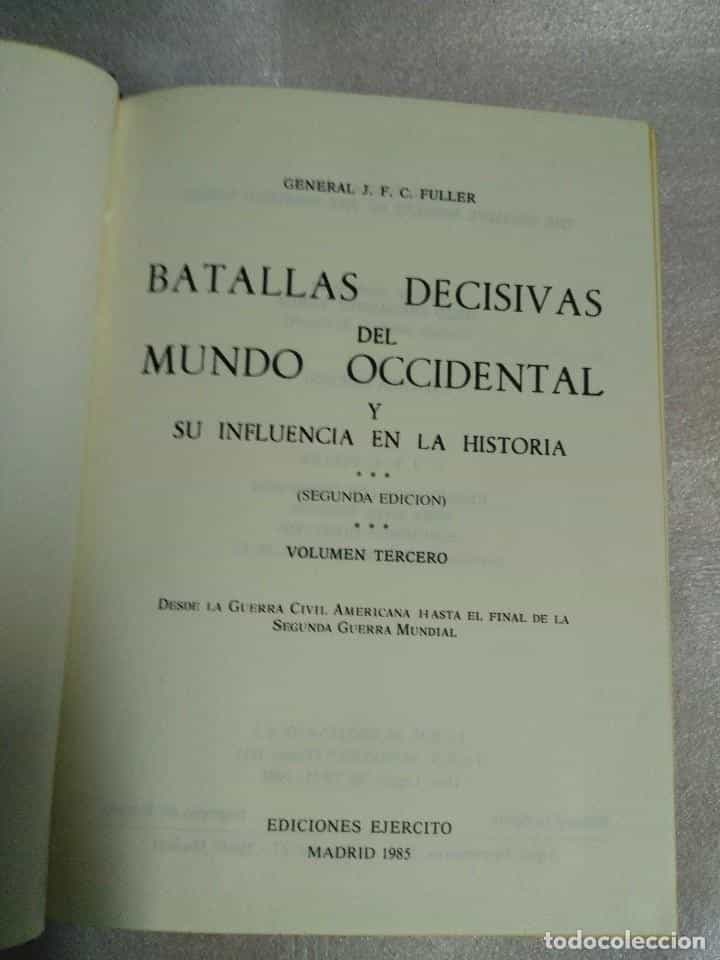 GENERAL J. F. C. FULLER
BATALLAS DECISIVAS
DEL
MUNDO OCCIDENTAL
Y
SU INFLUENCIA EN LA HISTORIA
* * *
(SEGUNDA EDICION)
* * *
VOLUMEN TERCERO
DESDE LA GUERRA CIVIL AMERICANA HASTA EL FINAL DE LA
SEGUNDA GUERRA MUNDIAL
EDICIONES EJERCITO
MADRID 1985
todocoleccion